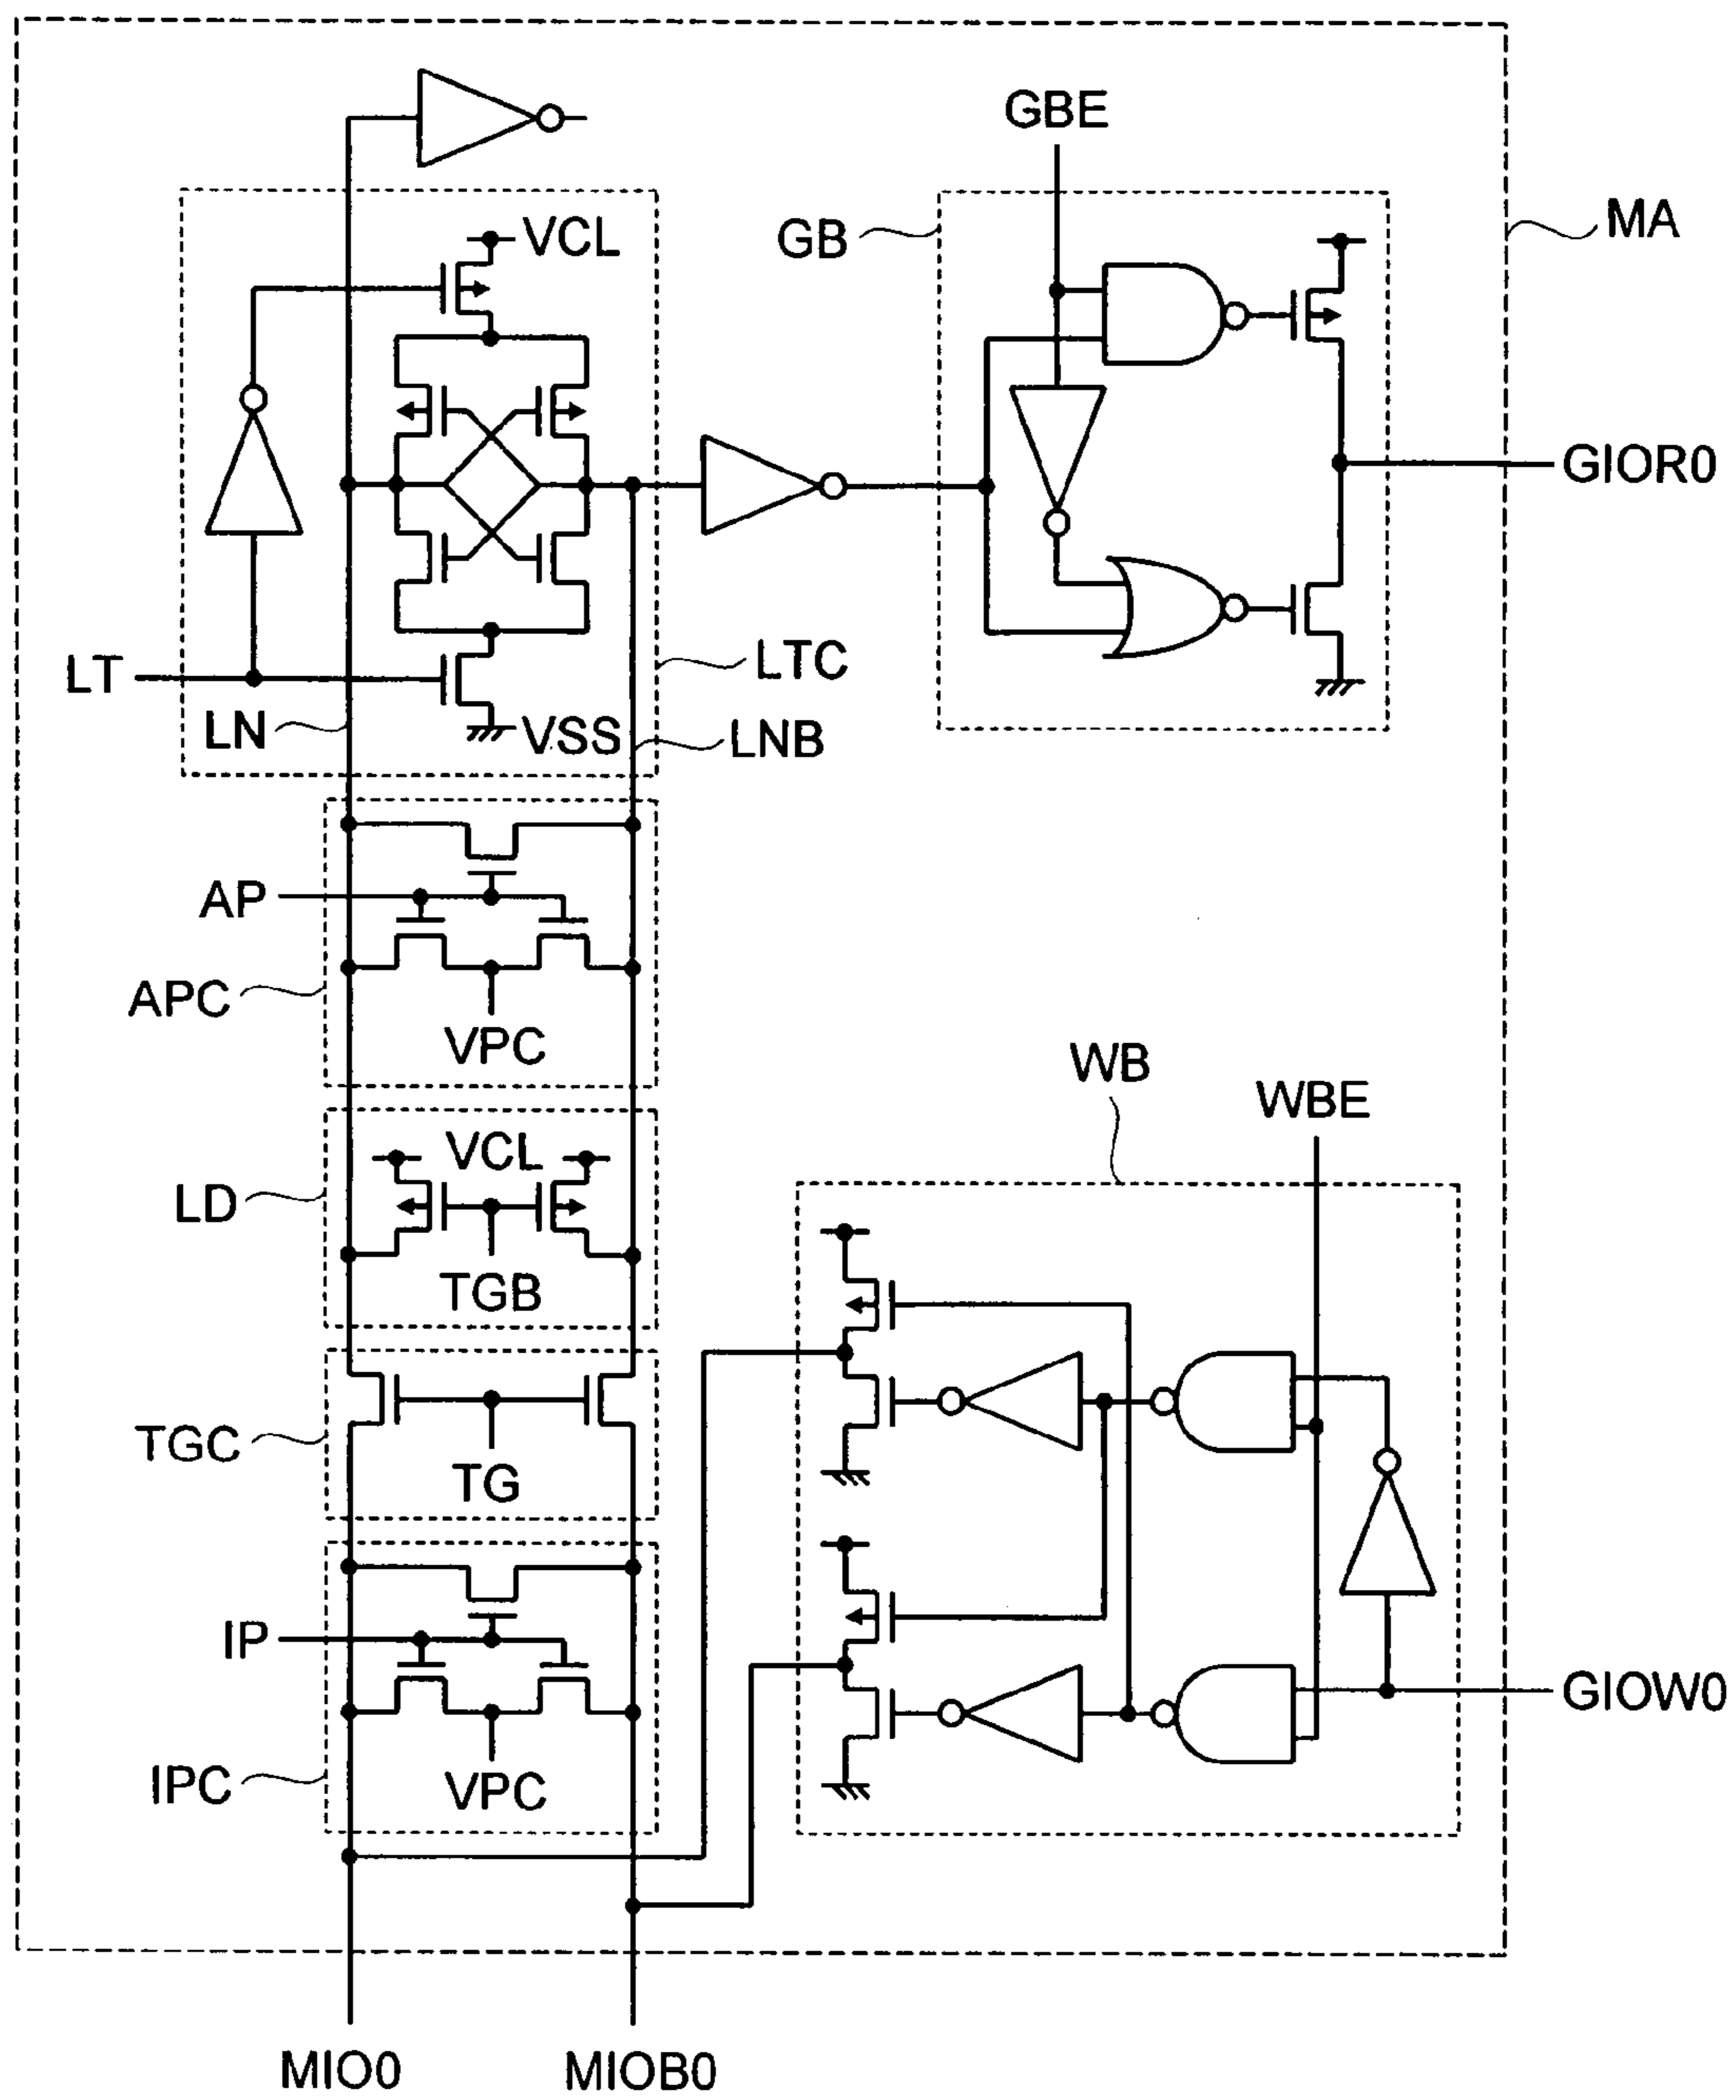 GBE
MA
VCL
GB
GIOR0
LT
LTC
LN
VSS
LNB
AP
APC
VPC
WB
WBE
VCL
LD
TGB
TGC
TG
IP
GIOW0
IPC
VPC
MIO0
MIOB0